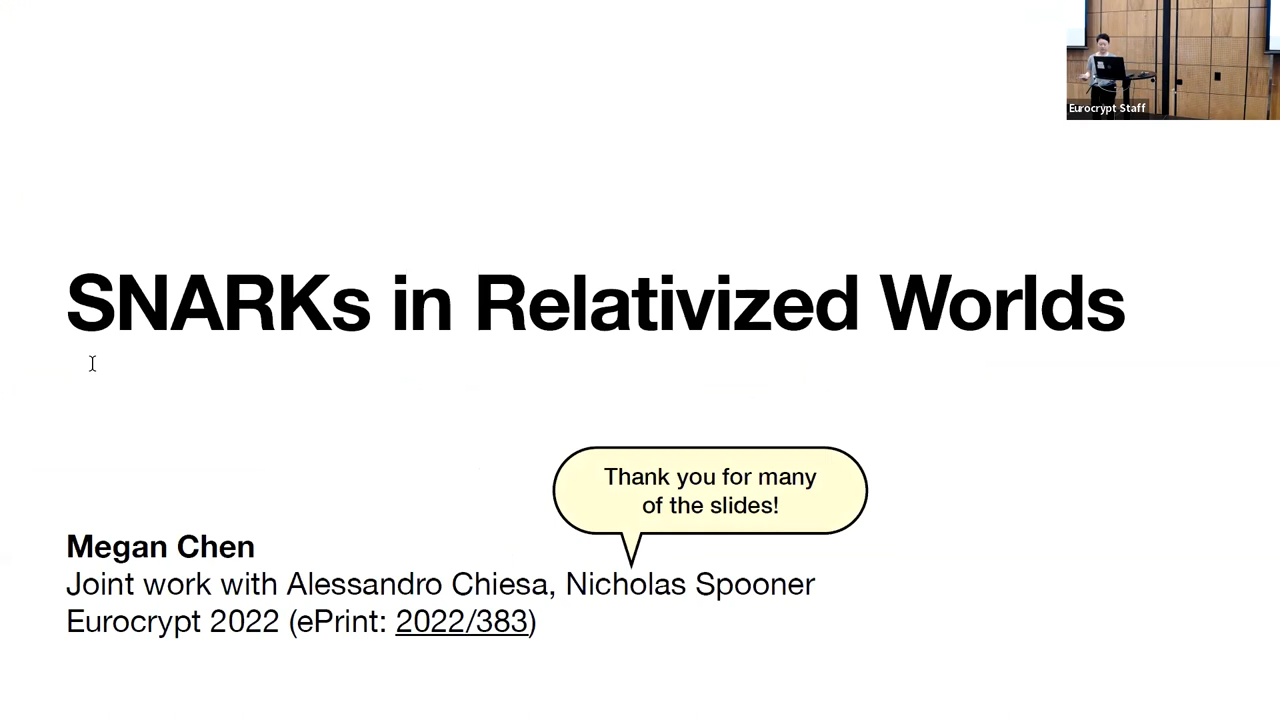 Eurocrypt Staff
SNARKs in Relativized Worlds
Thank you for many
of the slides!
Megan Chen
Joint work with Alessandro Chiesa, Nicholas Spooner
Eurocrypt 2022 (ePrint: 2022/383)